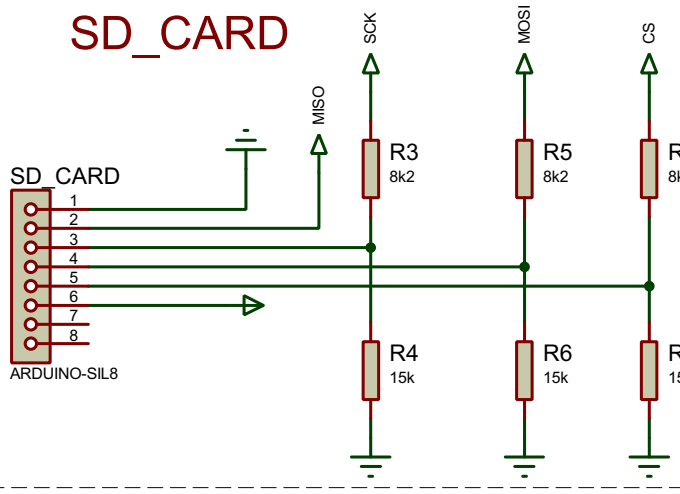 SD_CARD
SCK
MOSI
CS
MISO
R3
8k2
R5
8k2
SD_CARD
1
2
3
4
5
6
7
8
ARDUINO-SIL8
R4
15k
R6
15k